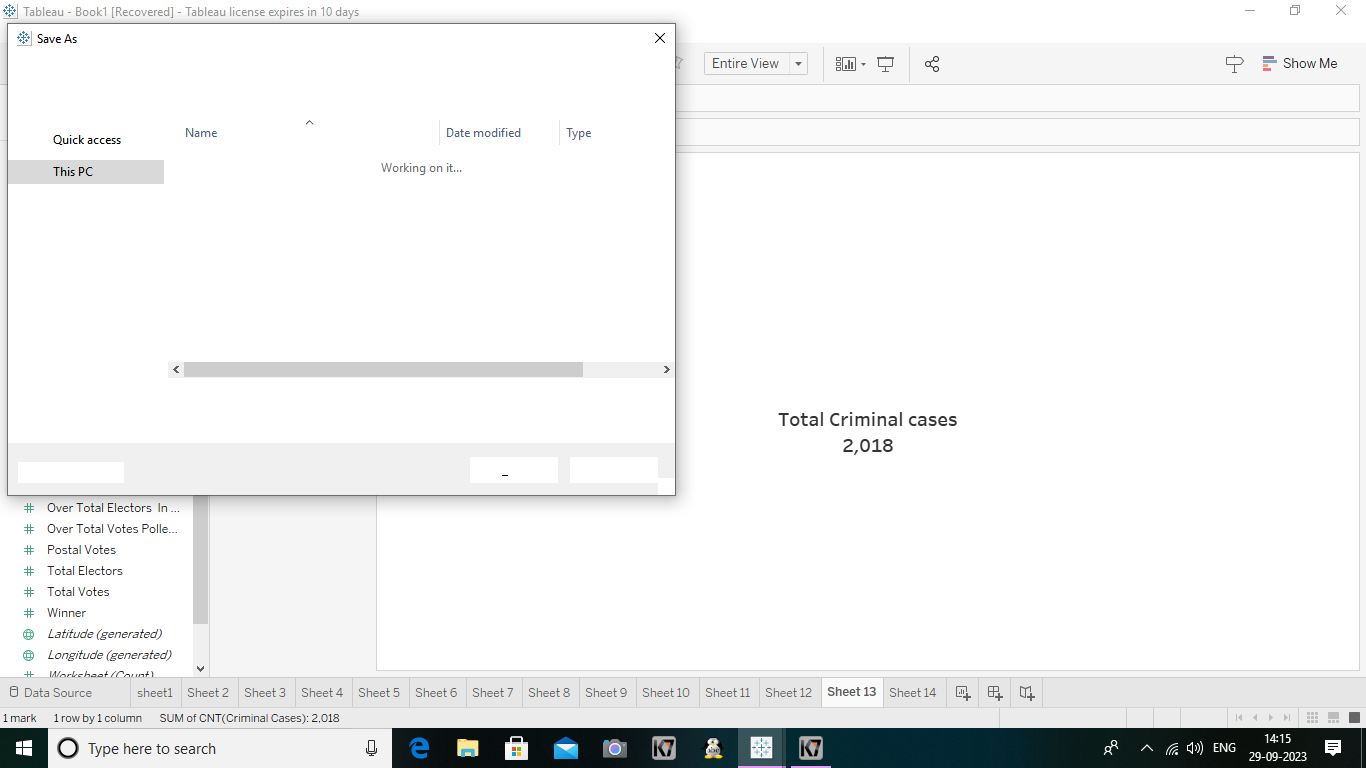 Tableau - Book1 [Recovered] - Tableau license expires in 10 days
Save As
Entire View
Show Me
Quick access
This PC
Name
Date modified
Type
Working on it...
Total Criminal cases
2,018
Over Total Electors In ...
Over Total Votes Polle...
Postal Votes
Total Electors
Total Votes
Winner
Latitude (generated)
Longitude (generated)
Worksheet (Count)
Data Source
sheet1
Sheet 2
Sheet 3
Sheet 4
Sheet 5
Sheet 6
Sheet 7
Sheet 8
Sheet 9
Sheet 10
Sheet 11
Sheet 12
Sheet 13
Sheet 14
1 mark
1 row by 1 column
SUM of CNT(Criminal Cases): 2,018
Type here to search
ENG
14:15
29-09-2023